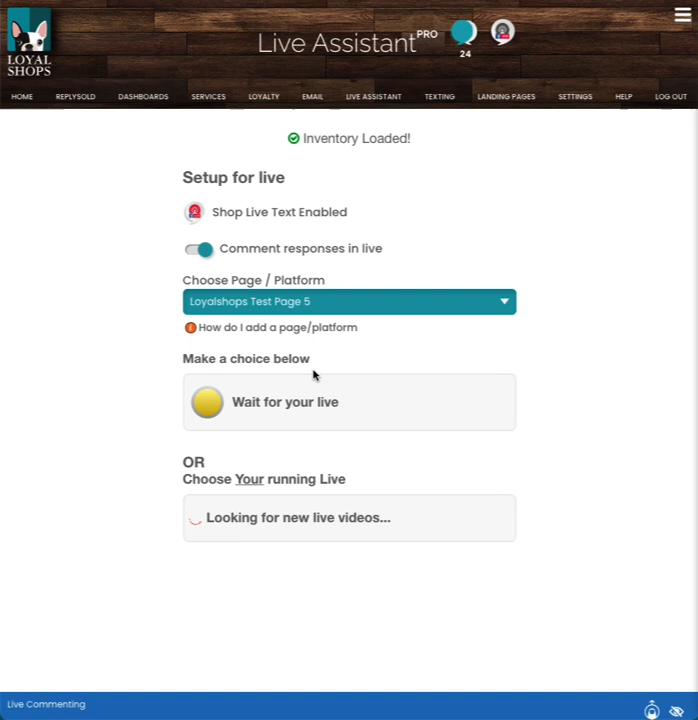 LOYAL
SHOPS
Live Assistant PRO
24
HOME REPLYSOLD DASHBOARDS SERVICES LOYALTY EMAIL LIVE ASSISTANT TEXTING LANDING PAGES SETTINGS HELP LOG OUT
Inventory Loaded!
Setup for live
Shop Live Text Enabled
Comment responses in live
Choose Page / Platform
Loyalshops Test Page 5
How do I add a page/platform
Make a choice below
Wait for your live
OR
Choose Your running Live
Looking for new live videos...
Live Commenting